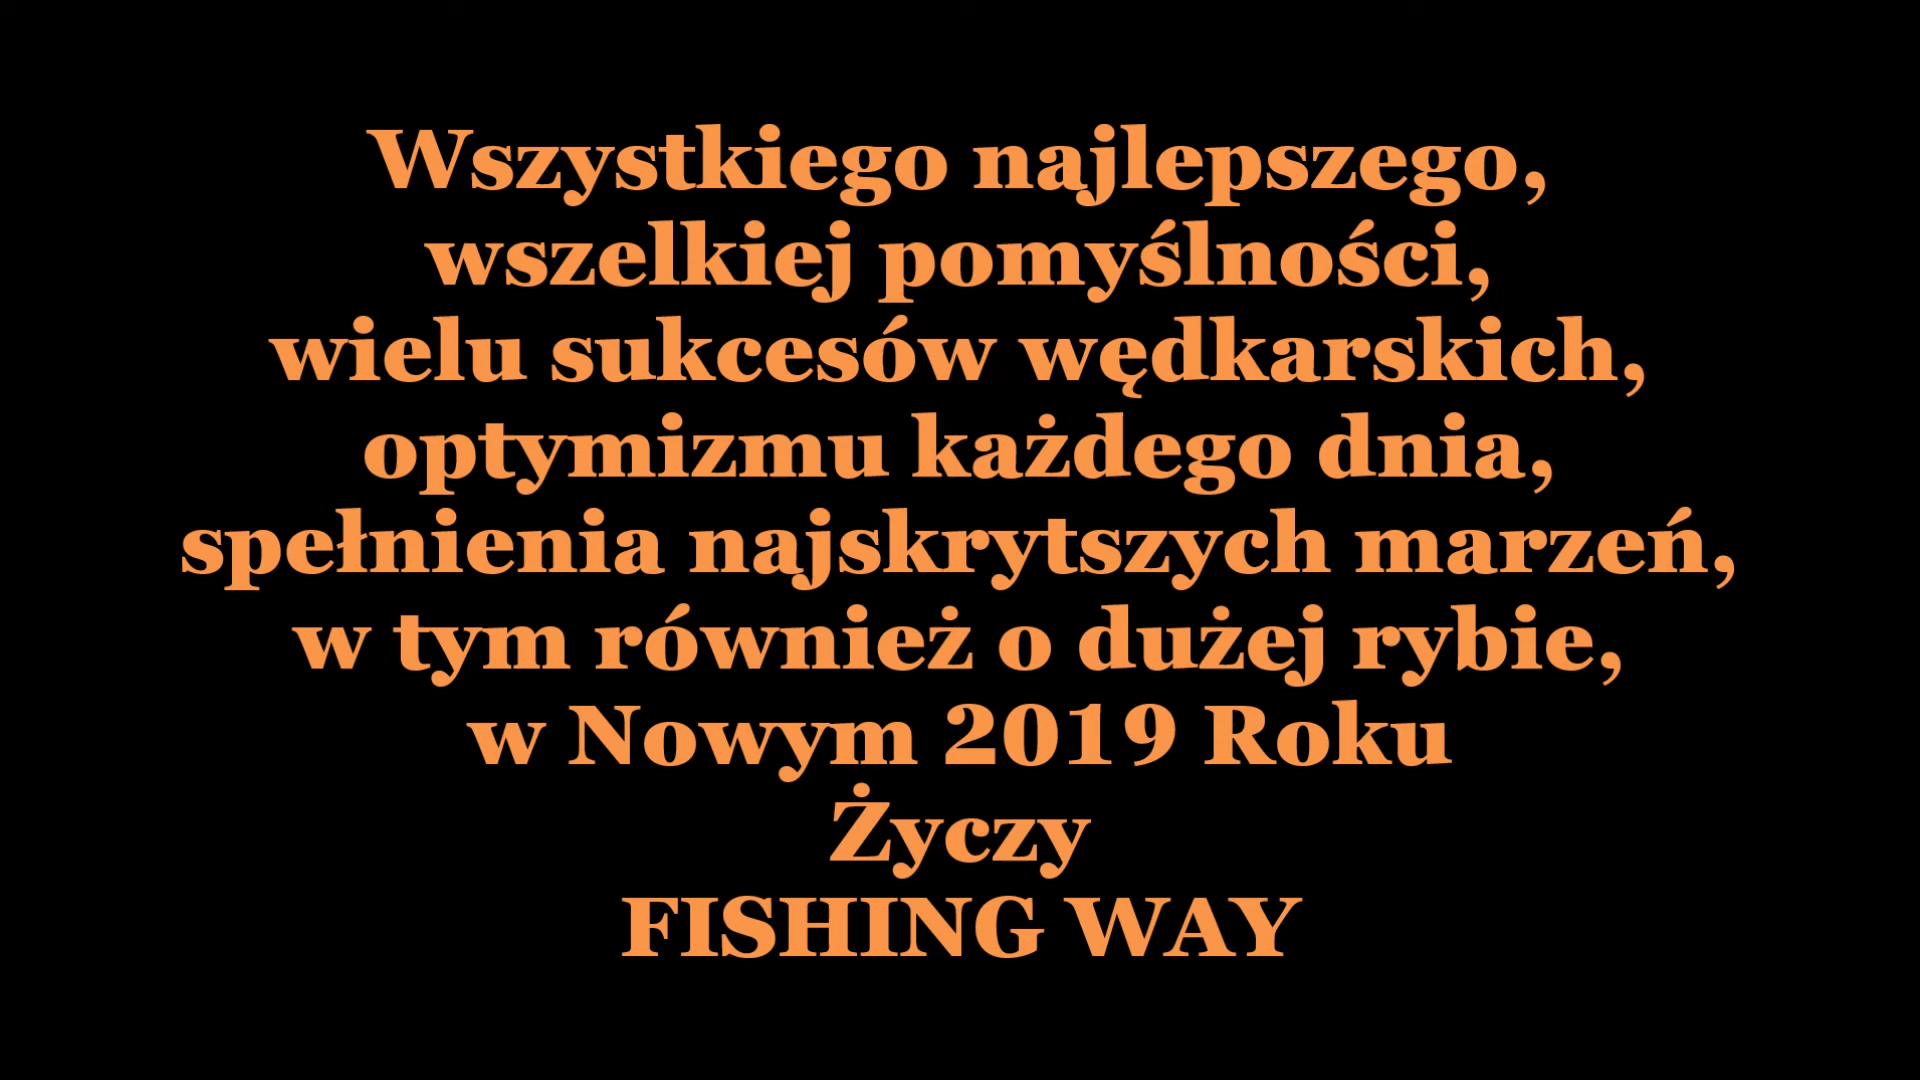 Wszystkiego najlepszego,
wszelkiej pomyślności,
wielu sukcesów wędkarskich,
optymizmu każdego dnia,
spełnienia najskrytszych marzeń,
w tym również o dużej rybie,
w Nowym 2019 Roku
Życzy
FISHING WAY